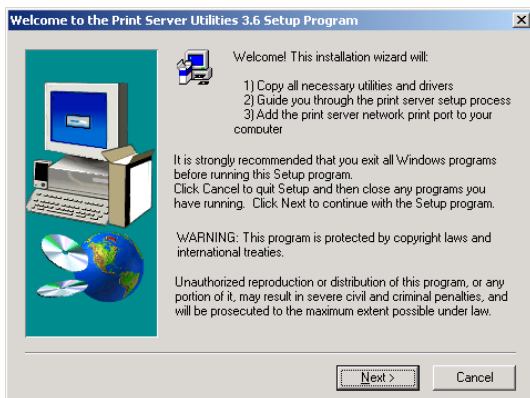 Welcome to the Print Server Utilities 3.6 Setup Program
Welcome! This installation wizard will:
1) Copy all necessary utilities and drivers
2) Guide you through the print server setup process
3) Add the print server network print port to your
computer
It is strongly recommended that you exit all Windows programs
before running this Setup program.
Click Cancel to quit Setup and then close any programs you
have running. Click Next to continue with the Setup program.
WARNING: This program is protected by copyright laws and
international treaties.
Unauthorized reproduction or distribution of this program, or any
portion of it, may result in severe civil and criminal penalties, and
will be prosecuted to the maximum extent possible under law.
Next >
Cancel